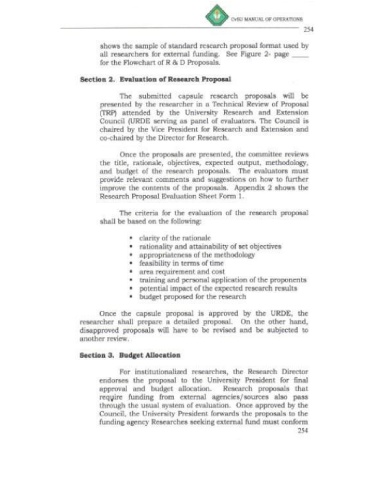 CvSU MANUAL OF OPERATIONS
254
shows the sample of standard research proposal format used by
all researchers for external funding. See Figure 2- page ____
for the Flowchart of R & D Proposals.
Section 2. Evaluation of Research Proposal
The submitted capsule research proposals will be
presented by the researcher in a Technical Review of Proposal
(TRP) attended by the University Research and Extension
Council (URDE serving as panel of evaluators. The Council is
chaired by the Vice President for Research and Extension and
co-chaired by the Director for Research.
Once the proposals are presented, the committee reviews
the title, rationale, objectives, expected output, methodology,
and budget of the research proposals. The evaluators must
provide relevant comments and suggestions on how to further
improve the contents of the proposals. Appendix 2 shows the
Research Proposal Evaluation Sheet Form 1.
The criteria for the evaluation of the research proposal
shall be based on the following:
• clarity of the rationale
• rationality and attainability of set objectives
• appropriateness of the methodology
• feasibility in terms of time
• area requirement and cost
• training and personal application of the proponents
• potential impact of the expected research results
• budget proposed for the research
Once the capsule proposal is approved by the URDE, the
researcher shall prepare a detailed proposal. On the other hand,
disapproved proposals will have to be revised and be subjected to
another review.
Section 3. Budget Allocation
For institutionalized researches, the Research Director
endorses the proposal to the University President for final
approval and budget allocation. Research proposals that
require funding from external agencies/sources also pass
through the usual system of evaluation. Once approved by the
Council, the University President forwards the proposals to the
funding agency Researches seeking external fund must conform
254